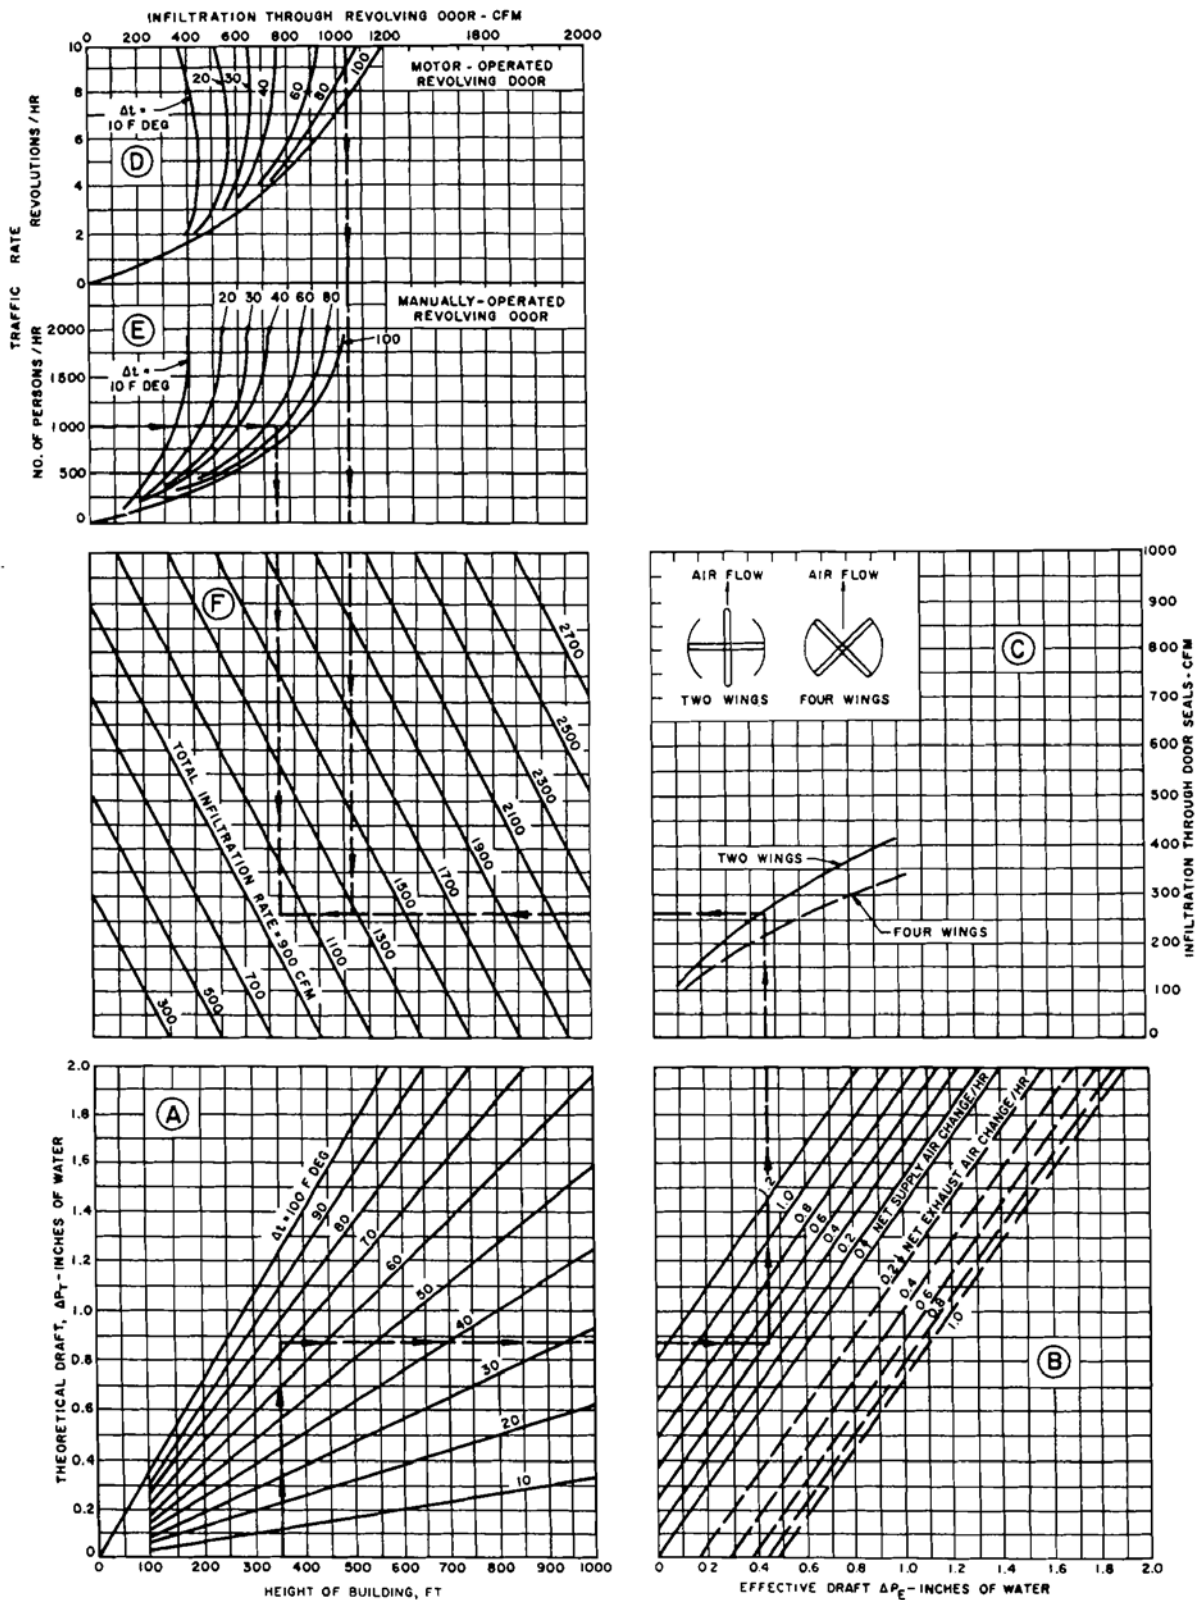 INFILTRATION THROUGH REVOLVING DOOR - CFM
0 200 400 600 800 1000 1200 1600 1800 2000
MOTOR - OPERATED
REVOLVING DOOR
10
8
6
4
2
0
20 30 40 60 80 100
Δt =
10 F DEG
D
TRAFFIC RATE
REVOLUTIONS / HR
NO. OF PERSONS / HR
20 30 40 60 80
MANUALLY-OPERATED
REVOLVING DOOR
100
E
2000
1500
1000
500
0
Δt =
10 F DEG
F
2700
2500
2300
2100
1900
1700
1500
1300
1100
TOTAL INFILTRATION RATE = 900 CFM
700
500
300
AIR FLOW AIR FLOW
TWO WINGS FOUR WINGS
C
1000
900
800
700
600
500
400
300
200
100
0
INFILTRATION THROUGH DOOR SEALS - CFM
TWO WINGS
FOUR WINGS
THEORETICAL DRAFT, ΔPT - INCHES OF WATER
2.0
1.8
1.6
1.4
1.2
1.0
0.8
0.6
0.4
0.2
0
A
Δt = 100 F DEG
90
80
70
60
50
40
30
20
10
100 200 300 400 500 600 700 800 900 1000
HEIGHT OF BUILDING, FT
1.2
1.0
0.8
0.6
0.4
0.2
0 NET SUPPLY AIR CHANGE/HR
0.2 NET EXHAUST AIR CHANGE/HR
0.4
0.6
0.8
1.0
B
0 0.2 0.4 0.6 0.8 1.0 1.2 1.4 1.6 1.8 2.0
EFFECTIVE DRAFT ΔPE - INCHES OF WATER